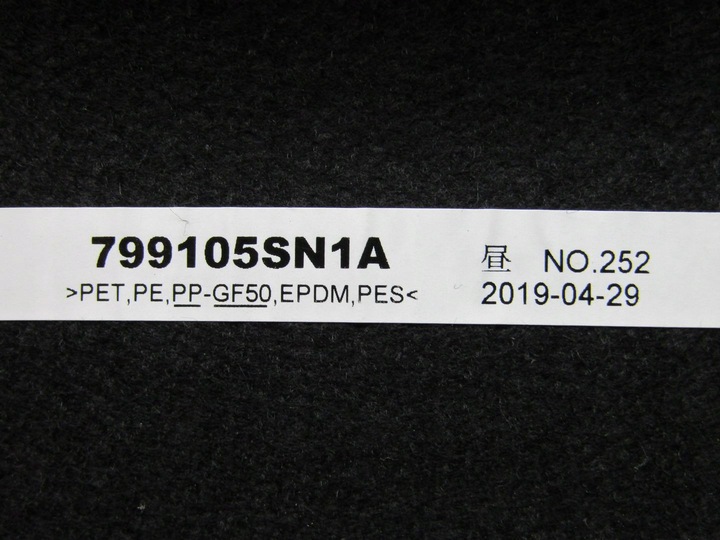 799105SN1A
>PET,PE,PP-GF50,EPDM,PES<
昼 NO.252
2019-04-29